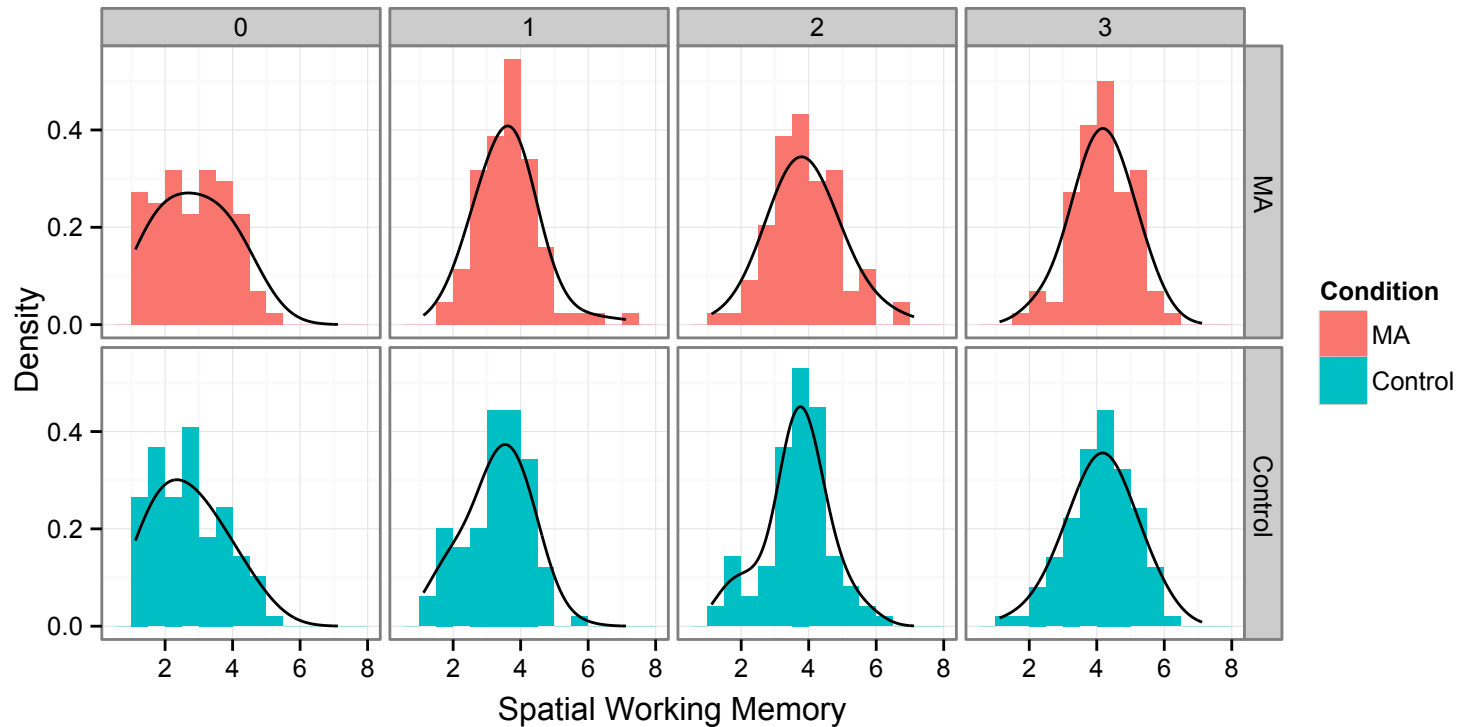 0 1 2 3
0.4
0.2
0.0
MA
0.4
0.2
0.0
Control
Density
2 4 6 8 2 4 6 8 2 4 6 8 2 4 6 8
Spatial Working Memory
Condition
MA
Control